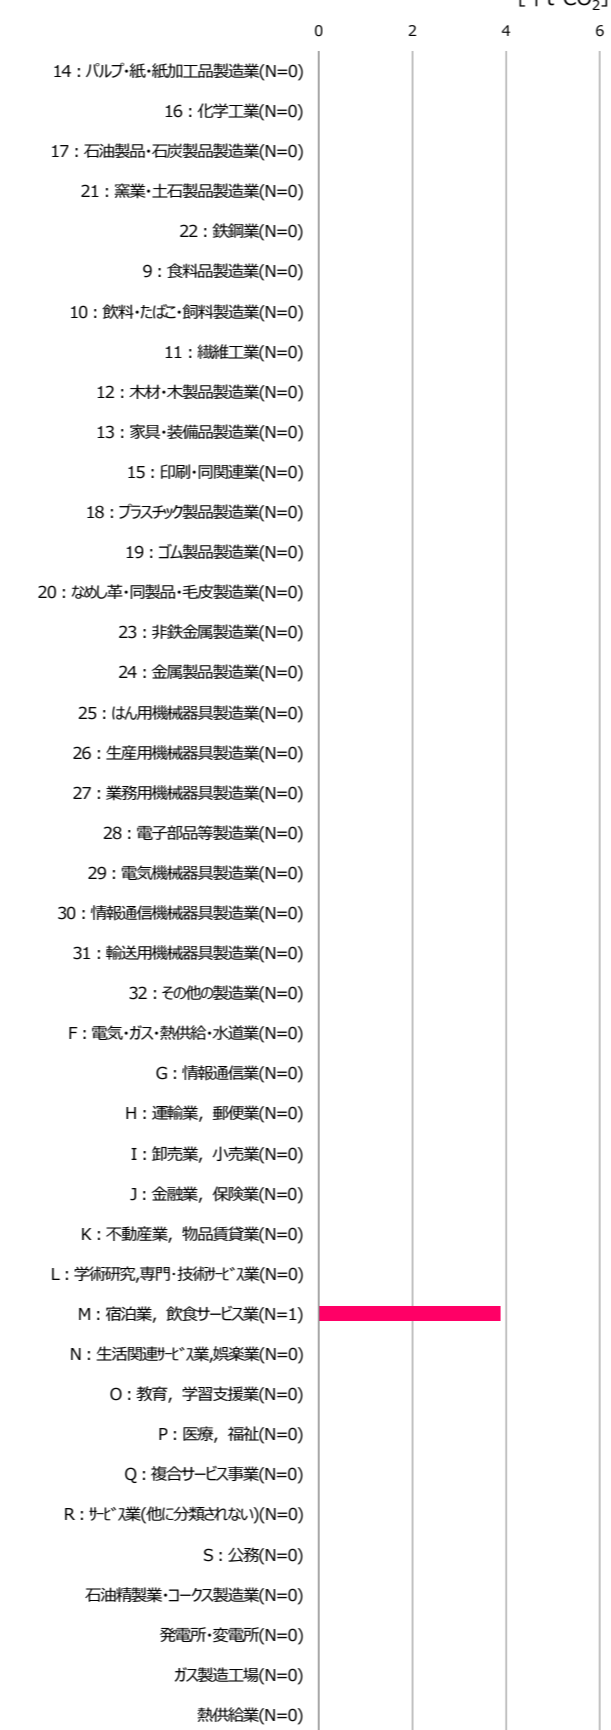 [千t-CO2]
0 2 4 6
14：パルプ・紙・紙加工品製造業(N=0)
16：化学工業(N=0)
17：石油製品・石炭製品製造業(N=0)
21：窯業・土石製品製造業(N=0)
22：鉄鋼業(N=0)
9：食料品製造業(N=0)
10：飲料・たばこ・飼料製造業(N=0)
11：繊維工業(N=0)
12：木材・木製品製造業(N=0)
13：家具・装備品製造業(N=0)
15：印刷・同関連業(N=0)
18：プラスチック製品製造業(N=0)
19：ゴム製品製造業(N=0)
20：なめし革・同製品・毛皮製造業(N=0)
23：非鉄金属製造業(N=0)
24：金属製品製造業(N=0)
25：はん用機械器具製造業(N=0)
26：生産用機械器具製造業(N=0)
27：業務用機械器具製造業(N=0)
28：電子部品等製造業(N=0)
29：電気機械器具製造業(N=0)
30：情報通信機械器具製造業(N=0)
31：輸送用機械器具製造業(N=0)
32：その他の製造業(N=0)
F：電気・ガス・熱供給・水道業(N=0)
G：情報通信業(N=0)
H：運輸業，郵便業(N=0)
I：卸売業，小売業(N=0)
J：金融業，保険業(N=0)
K：不動産業，物品賃貸業(N=0)
L：学術研究,専門・技術ｻｰﾋﾞｽ業(N=0)
M：宿泊業，飲食サービス業(N=1)
N：生活関連ｻｰﾋﾞｽ業,娯楽業(N=0)
O：教育，学習支援業(N=0)
P：医療，福祉(N=0)
Q：複合サービス事業(N=0)
R：ｻｰﾋﾞｽ業(他に分類されない)(N=0)
S：公務(N=0)
石油精製業・コークス製造業(N=0)
発電所・変電所(N=0)
ガス製造工場(N=0)
熱供給業(N=0)